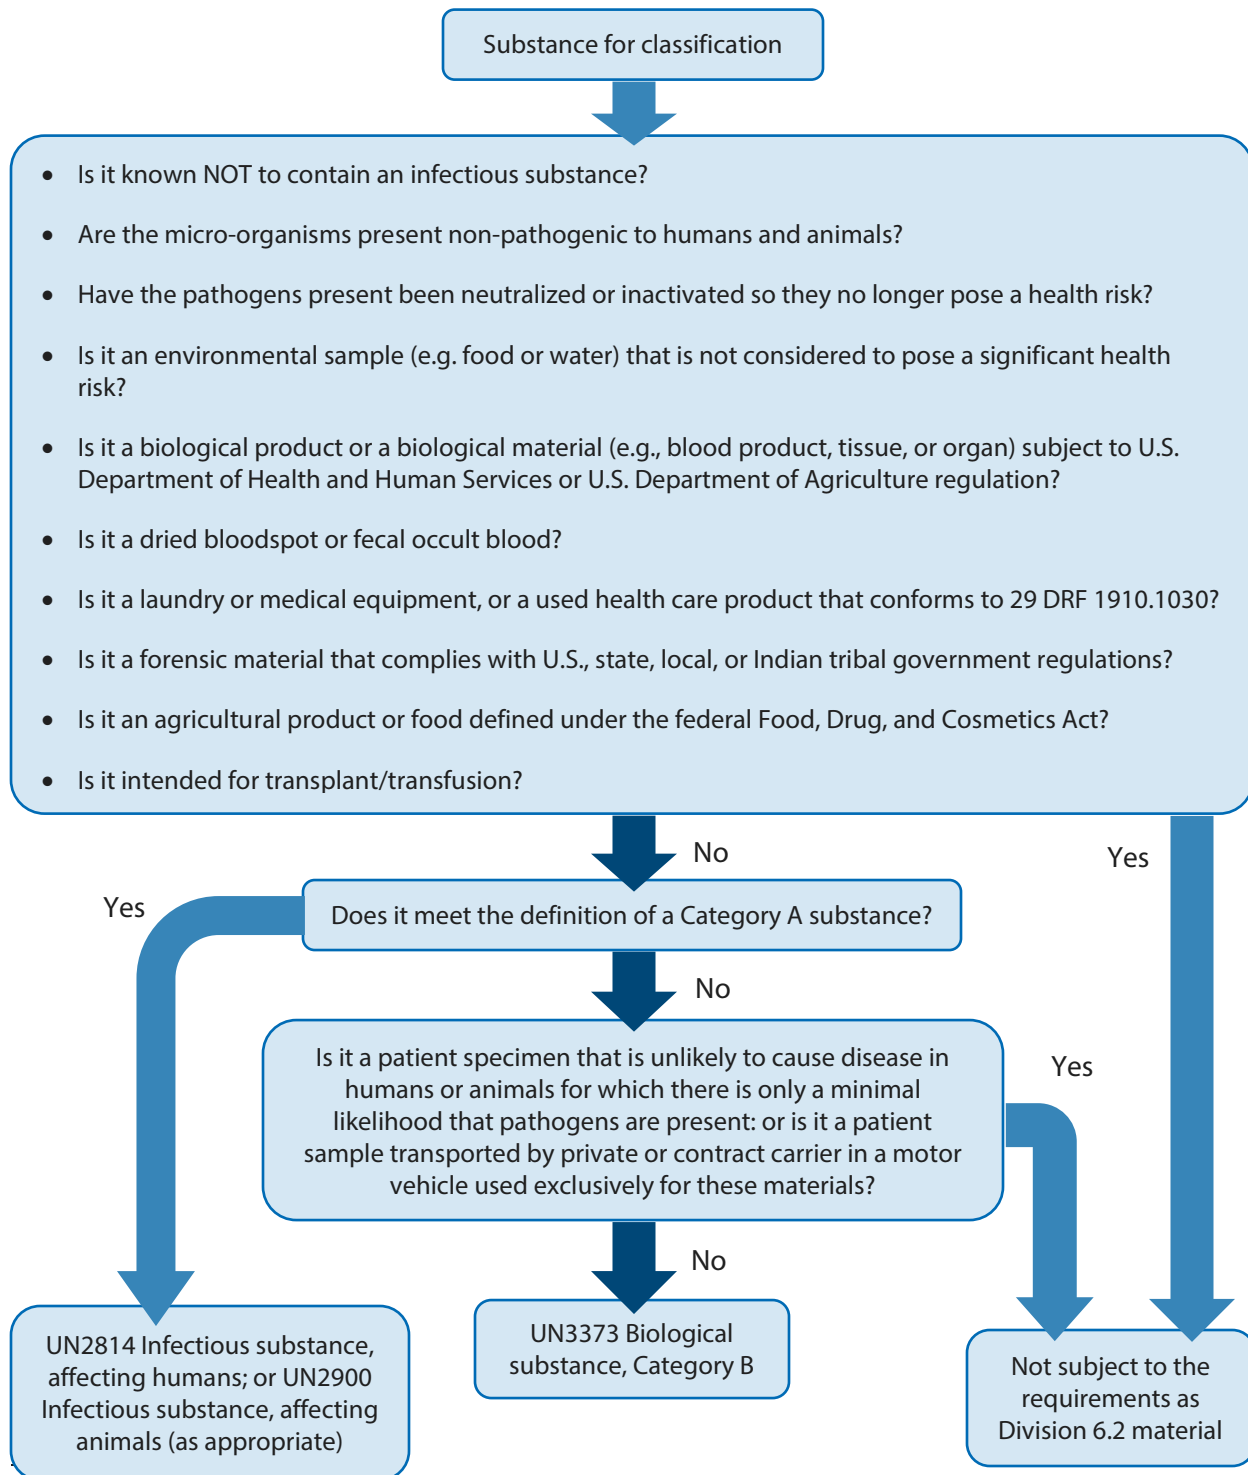 Substance for classification
• Is it known NOT to contain an infectious substance?
• Are the micro-organisms present non-pathogenic to humans and animals?
• Have the pathogens present been neutralized or inactivated so they no longer pose a health risk?
• Is it an environmental sample (e.g. food or water) that is not considered to pose a significant health
risk?
• Is it a biological product or a biological material (e.g., blood product, tissue, or organ) subject to U.S.
Department of Health and Human Services or U.S. Department of Agriculture regulation?
• Is it a dried bloodspot or fecal occult blood?
• Is it a laundry or medical equipment, or a used health care product that conforms to 29 DRF 1910.1030?
• Is it a forensic material that complies with U.S., state, local, or Indian tribal government regulations?
• Is it an agricultural product or food defined under the federal Food, Drug, and Cosmetics Act?
• Is it intended for transplant/transfusion?
No
Yes
Yes
Does it meet the definition of a Category A substance?
No
Is it a patient specimen that is unlikely to cause disease in
humans or animals for which there is only a minimal
likelihood that pathogens are present: or is it a patient
sample transported by private or contract carrier in a motor
vehicle used exclusively for these materials?
Yes
No
UN2814 Infectious substance,
affecting humans; or UN2900
Infectious substance, affecting
animals (as appropriate)
UN3373 Biological
substance, Category B
Not subject to the
requirements as
Division 6.2 material